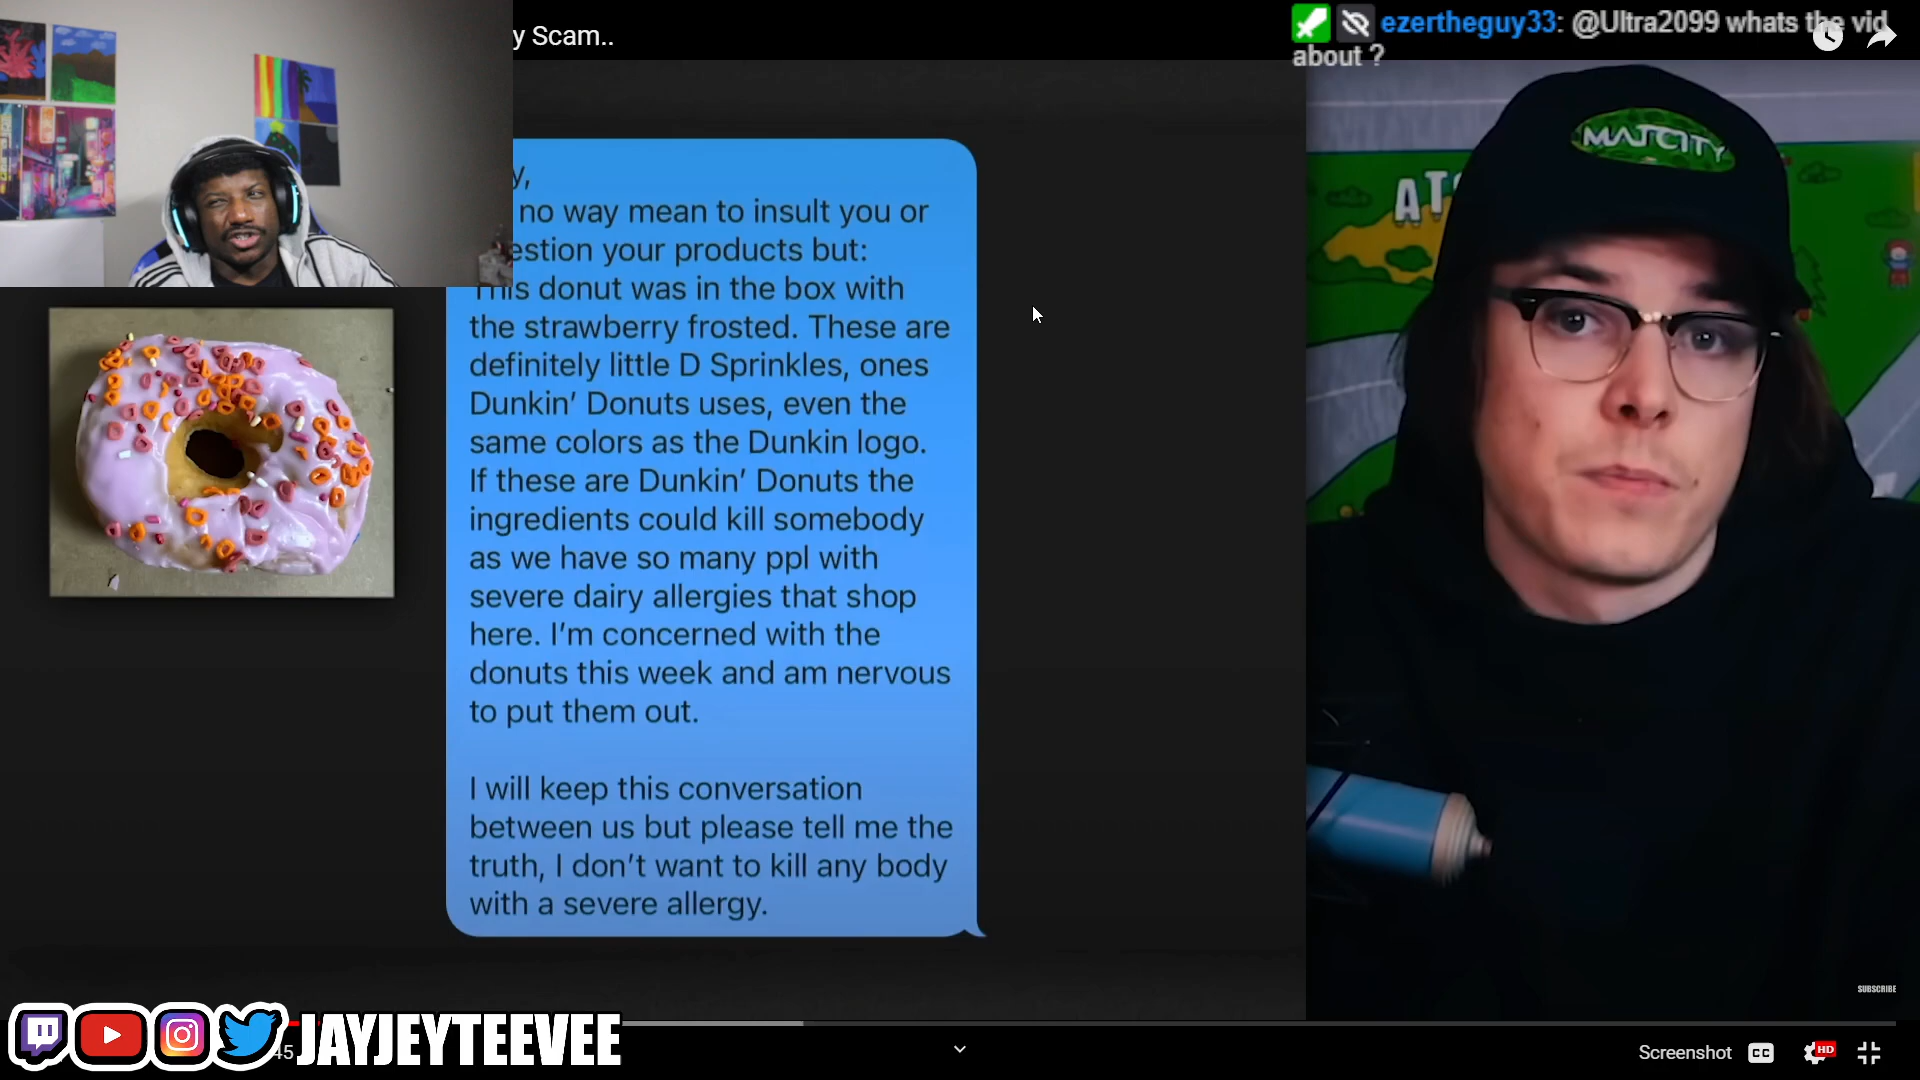 y Scam..
ezertheguy33: @Ultra2099 whats the vid
about ?
MAJCITY
y,
no way mean to insult you or
estion your products but:
This donut was in the box with
the strawberry frosted. These are
definitely little D Sprinkles, ones
Dunkin’ Donuts uses, even the
same colors as the Dunkin logo.
If these are Dunkin’ Donuts the
ingredients could kill somebody
as we have so many ppl with
severe dairy allergies that shop
here. I’m concerned with the
donuts this week and am nervous
to put them out.
I will keep this conversation
between us but please tell me the
truth, I don’t want to kill any body
with a severe allergy.
SUBSCRIBE
45
JAYJEYTEEVEE
Screenshot
CC
HD